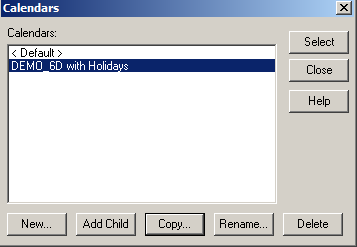 Calendars
Calendars:
< Default >
DEMO_6D with Holidays
Select
Close
Help
New...
Add Child
Copy...
Rename...
Delete